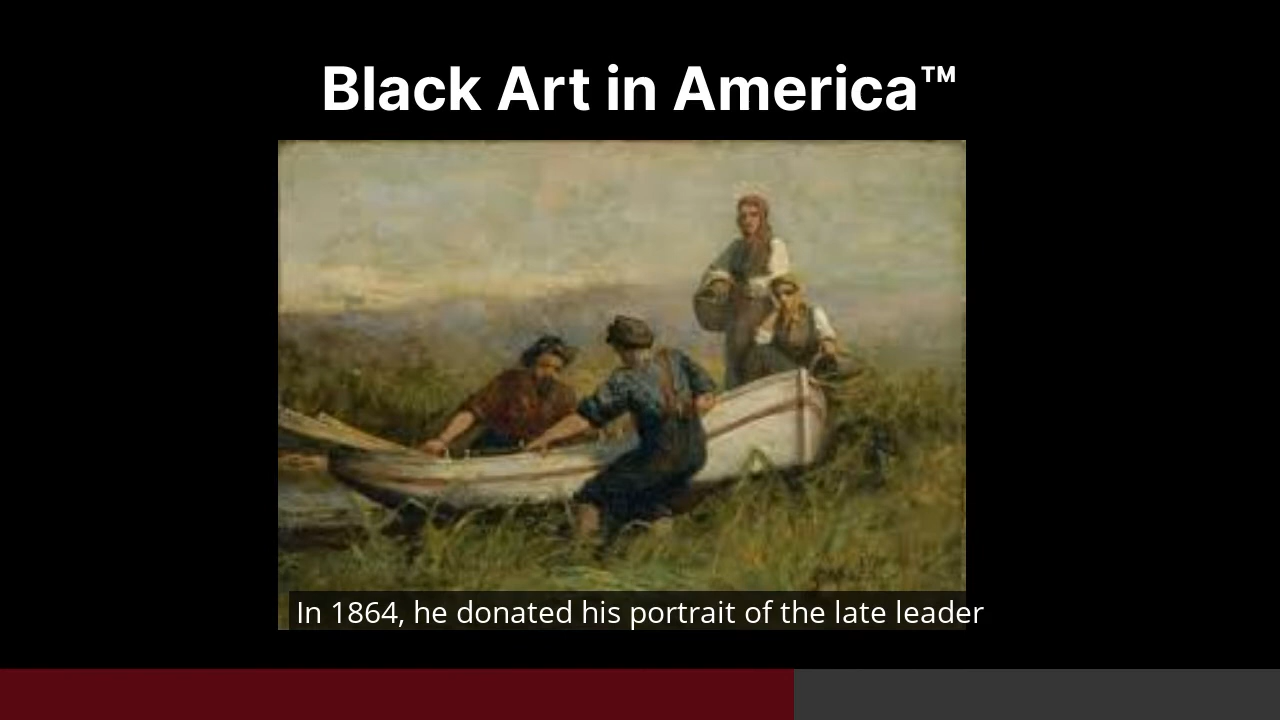 Black Art in America™
In 1864, he donated his portrait of the late leader